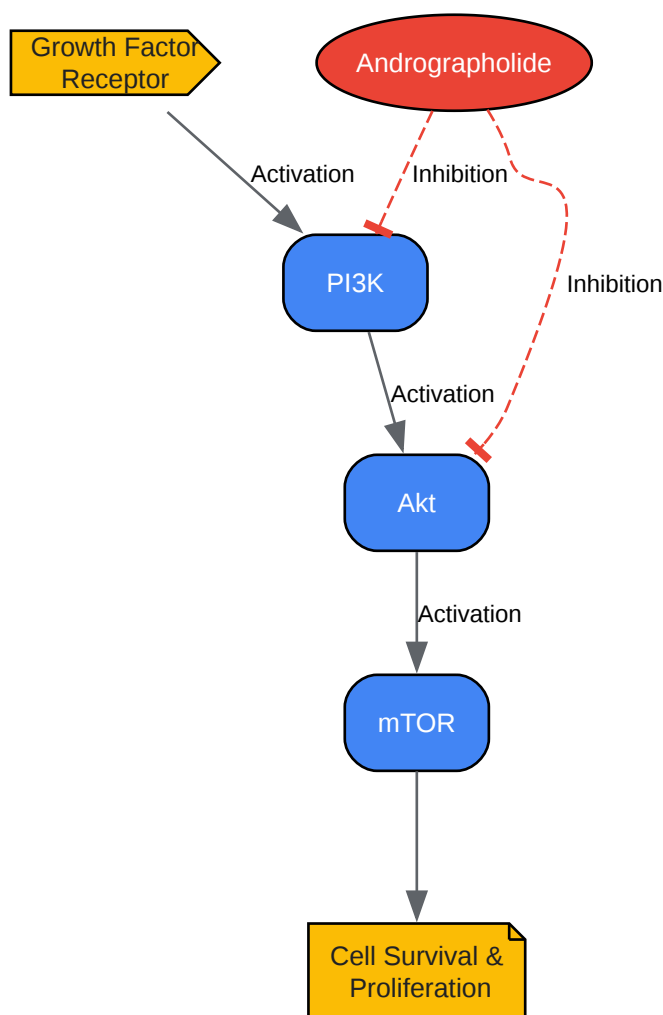 Growth Factor
Receptor
Andrographolide
Activation
Inhibition
PI3K
Inhibition
Activation
Akt
Activation
mTOR
Cell Survival &
Proliferation